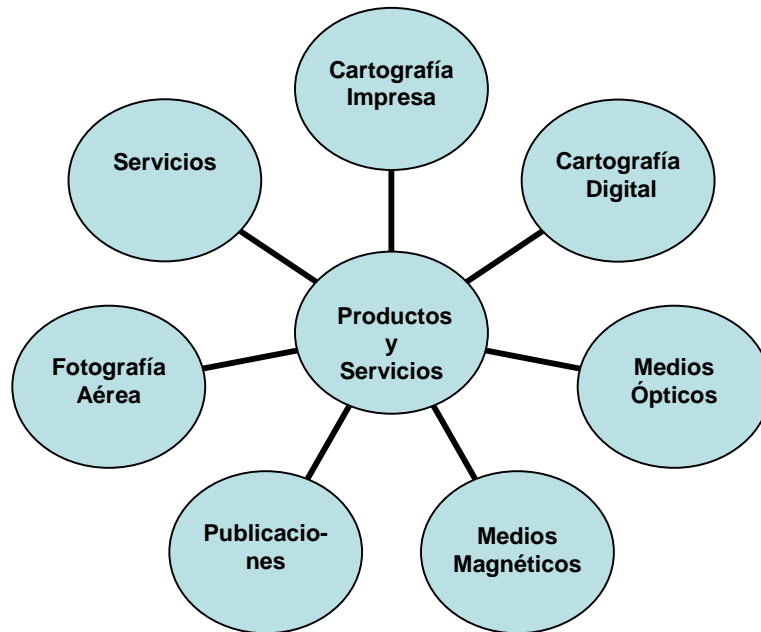 Cartografía
Impresa
Servicios
Cartografía
Digital
Productos
y
Servicios
Fotografía
Aérea
Medios
Ópticos
Publicacio-
nes
Medios
Magnéticos